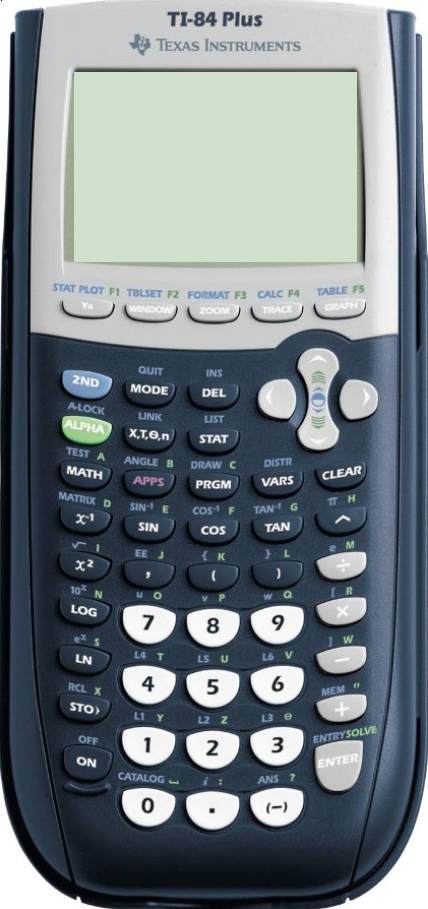 TI-84 Plus
TEXAS INSTRUMENTS
STAT PLOT F1 TBLSET F2 FORMAT F3 CALC F4 TABLE F5
Y= WINDOW ZOOM TRACE GRAPH
QUIT INS
2ND MODE DEL
A-LOCK LINK LIST
ALPHA X,T,Θ,n STAT
TEST A ANGLE B DRAW C DISTR
MATH APPS PRGM VARS CLEAR
MATRIX D SIN⁻¹ E COS⁻¹ F TAN⁻¹ G π H
x⁻¹ SIN COS TAN ^
√ I EE J { K } L e M
x² , ( ) ÷
10ˣ N u O v P w Q [ R
LOG 7 8 9 ×
eˣ S L4 T L5 U L6 V ] W
LN 4 5 6 −
RCL X L1 Y L2 Z L3 θ MEM "
STO› 1 2 3 +
OFF CATALOG ⎵ i : ANS ? ENTRY SOLVE
ON 0 . (−) ENTER